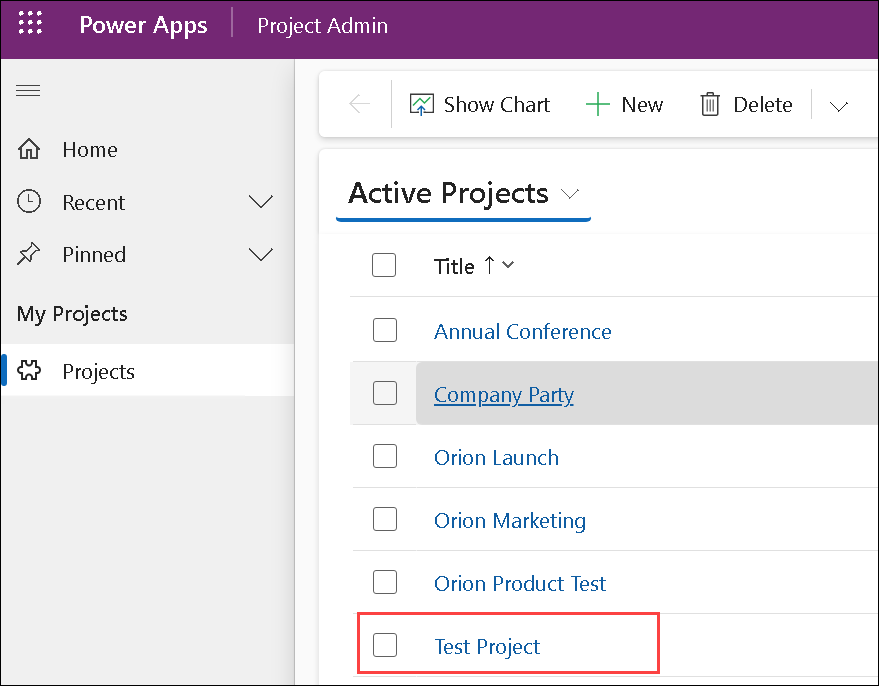 Power Apps Project Admin
Show Chart New Delete
Home
Recent
Pinned
My Projects
Projects
Active Projects
Title
Annual Conference
Company Party
Orion Launch
Orion Marketing
Orion Product Test
Test Project